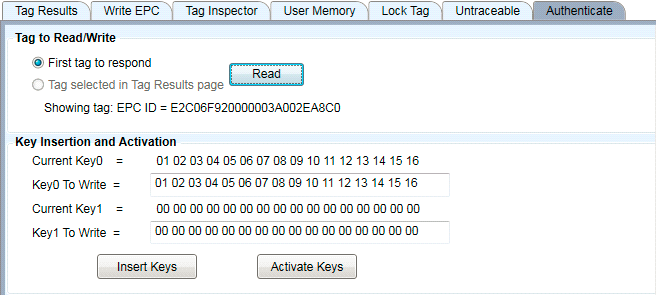 Tag Results Write EPC Tag Inspector User Memory Lock Tag Untraceable Authenticate
Tag to Read/Write
First tag to respond
Read
Tag selected in Tag Results page
Showing tag: EPC ID = E2C06F920000003A002EA8C0
Key Insertion and Activation
Current Key0 = 01 02 03 04 05 06 07 08 09 10 11 12 13 14 15 16
Key0 To Write = 01 02 03 04 05 06 07 08 09 10 11 12 13 14 15 16
Current Key1 = 00 00 00 00 00 00 00 00 00 00 00 00 00 00 00 00
Key1 To Write = 00 00 00 00 00 00 00 00 00 00 00 00 00 00 00 00
Insert Keys Activate Keys